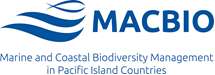 MACBIO
Marine and Coastal Biodiversity Management
in Pacific Island Countries